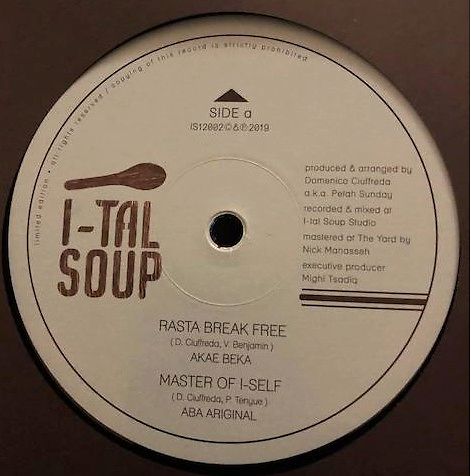 limited edition • all rights reserved / copying of this record is strictly prohibited
SIDE a
IS12002©&℗2019
I-TAL
SOUP
produced & arranged by
Domenico Ciuffreda
a.k.a. Pelah Sunday
recorded & mixed at
I-tal Soup Studio
mastered at The Yard by
Nick Manasseh
executive producer
Mighi Tsadiq
RASTA BREAK FREE
( D. Ciuffreda, V. Benjamin )
AKAE BEKA
MASTER OF I-SELF
( D. Ciuffreda, P. Tenyue )
ABA ARIGINAL